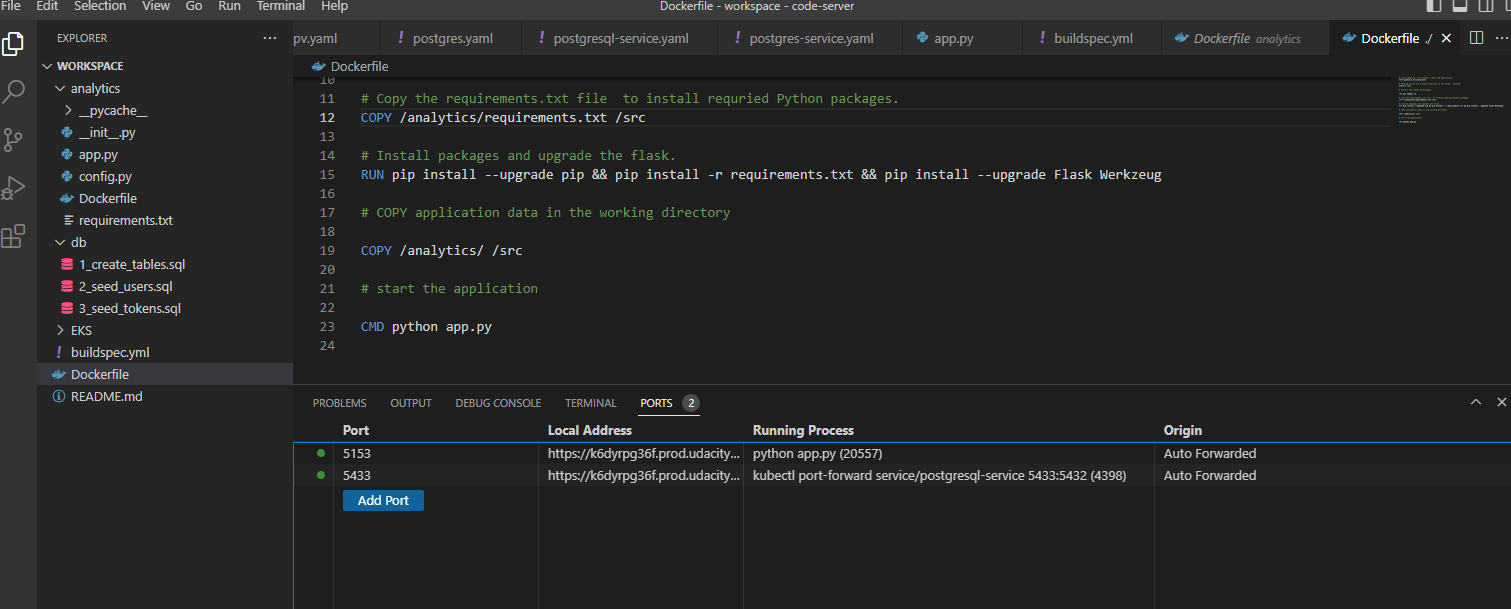 File Edit Selection View Go Run Terminal Help Dockerfile - workspace - code-server
EXPLORER ...
WORKSPACE
analytics
__pycache__
__init__.py
app.py
config.py
Dockerfile
requirements.txt
db
1_create_tables.sql
2_seed_users.sql
3_seed_tokens.sql
EKS
! buildspec.yml
Dockerfile
README.md
pv.yaml ! postgres.yaml ! postgresql-service.yaml ! postgres-service.yaml app.py ! buildspec.yml Dockerfile analytics Dockerfile ./
Dockerfile
10
11 # Copy the requirements.txt file  to install requried Python packages.
12 COPY /analytics/requirements.txt /src
13
14 # Install packages and upgrade the flask.
15 RUN pip install --upgrade pip && pip install -r requirements.txt && pip install --upgrade Flask Werkzeug
16
17 # COPY application data in the working directory
18
19 COPY /analytics/ /src
20
21 # start the application
22
23 CMD python app.py
24
PROBLEMS OUTPUT DEBUG CONSOLE TERMINAL PORTS 2
Port Local Address Running Process Origin
5153 https://k6dyrpg36f.prod.udacity... python app.py (20557) Auto Forwarded
5433 https://k6dyrpg36f.prod.udacity... kubectl port-forward service/postgresql-service 5433:5432 (4398) Auto Forwarded
Add Port